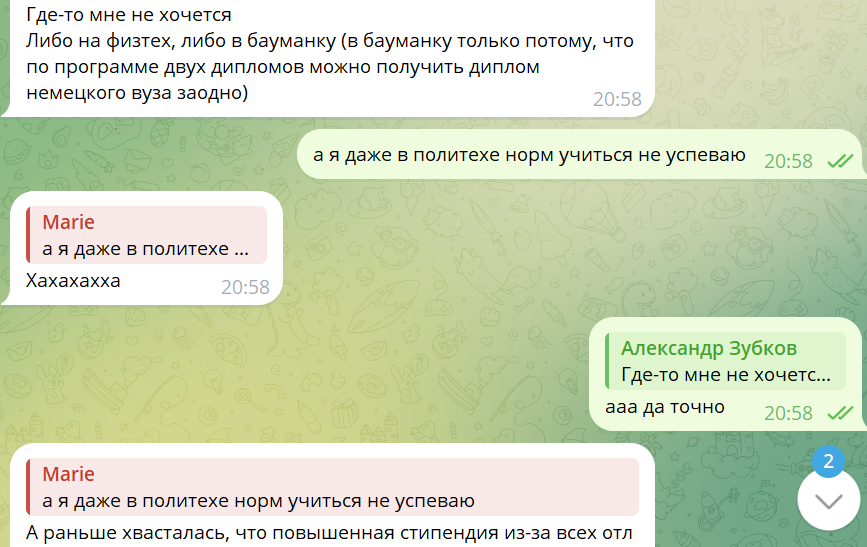 Где-то мне не хочется
Либо на физтех, либо в бауманку (в бауманку только потому, что
по программе двух дипломов можно получить диплом
немецкого вуза заодно)
20:58
а я даже в политехе норм учиться не успеваю
20:58
Marie
а я даже в политехе ...
Хахахахха
20:58
Александр Зубков
Где-то мне не хочетс...
ааа да точно
20:58
Marie
а я даже в политехе норм учиться не успеваю
2
А раньше хвасталась, что повышенная стипендия из-за всех отл